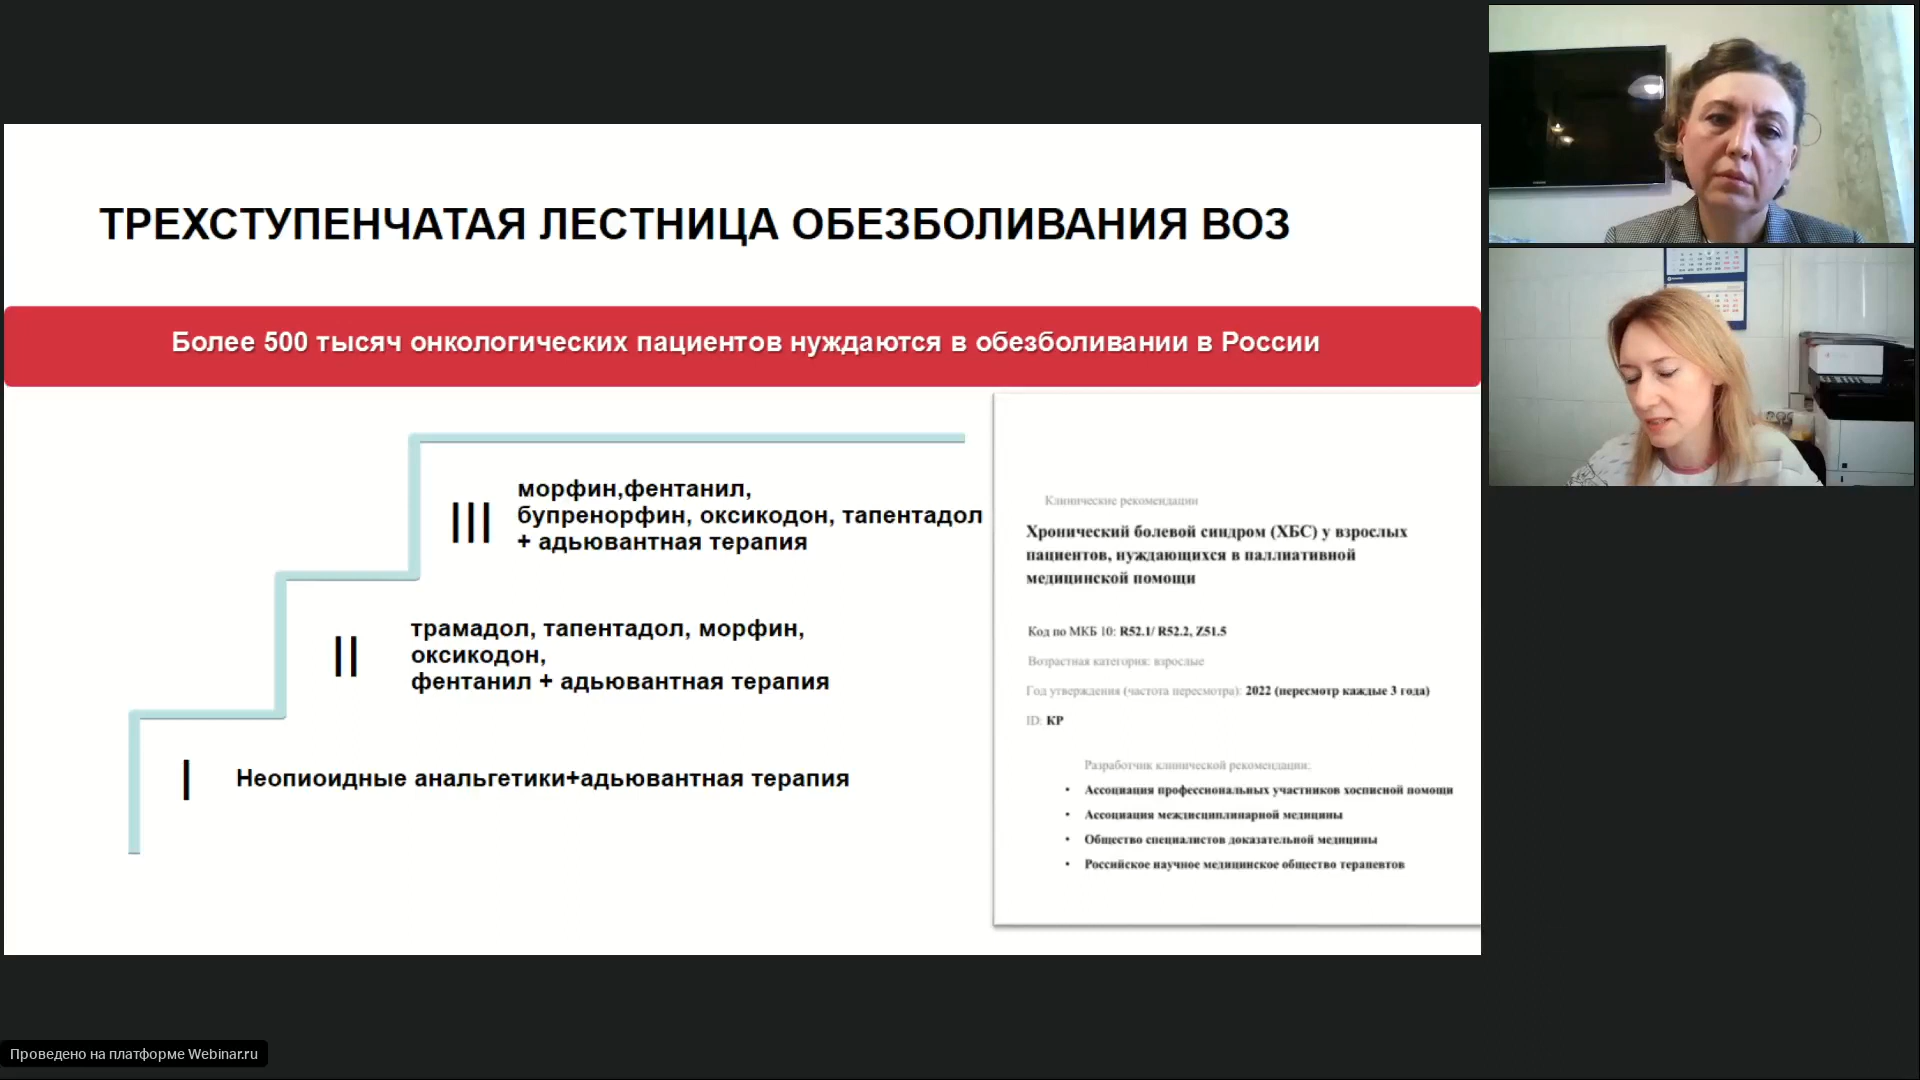 ТРЕХСТУПЕНЧАТАЯ ЛЕСТНИЦА ОБЕЗБОЛИВАНИЯ ВОЗ
Более 500 тысяч онкологических пациентов нуждаются в обезболивании в России
III
морфин,фентанил,
бупренорфин, оксикодон, тапентадол
+ адьювантная терапия
II
трамадол, тапентадол, морфин,
оксикодон,
фентанил + адьювантная терапия
I
Неопиоидные анальгетики+адьювантная терапия
Клинические рекомендации
Хронический болевой синдром (ХБС) у взрослых
пациентов, нуждающихся в паллиативной
медицинской помощи
Код по МКБ 10: R52.1/ R52.2, Z51.5
Возрастная категория: взрослые
Год утверждения (частота пересмотра): 2022 (пересмотр каждые 3 года)
ID: КР
Разработчик клинической рекомендации:
• Ассоциация профессиональных участников хосписной помощи
• Ассоциация междисциплинарной медицины
• Общество специалистов доказательной медицины
• Российское научное медицинское общество терапевтов
Проведено на платформе Webinar.ru